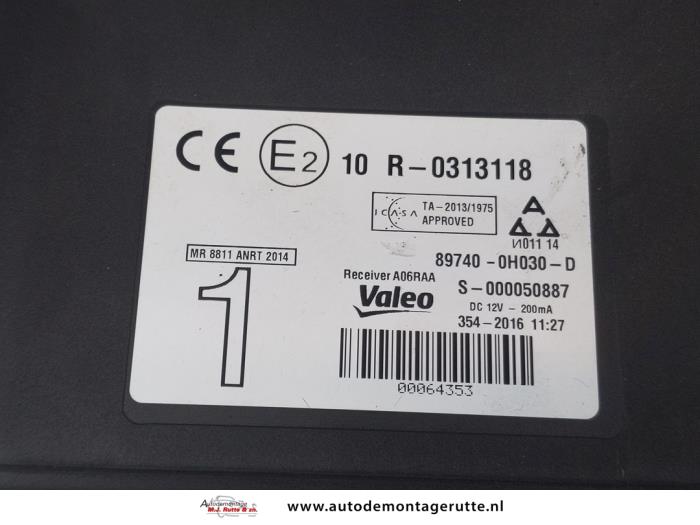 CE E2 10 R-0313118
ICASA TA-2013/1975
APPROVED
И011 14
MR 8811 ANRT 2014
89740 -0H030-D
Receiver A06RAA
Valeo
S-000050887
DC 12V - 200mA
354-2016 11:27
1
00064353
Autodemontage
M.J. Rutte & zn.
www.autodemontagerutte.nl